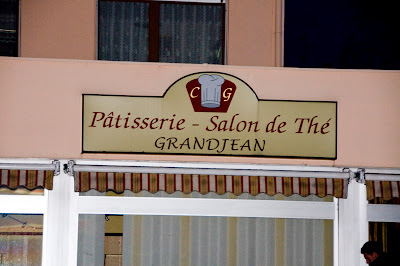 C G
Pâtisserie - Salon de Thé
GRANDJEAN